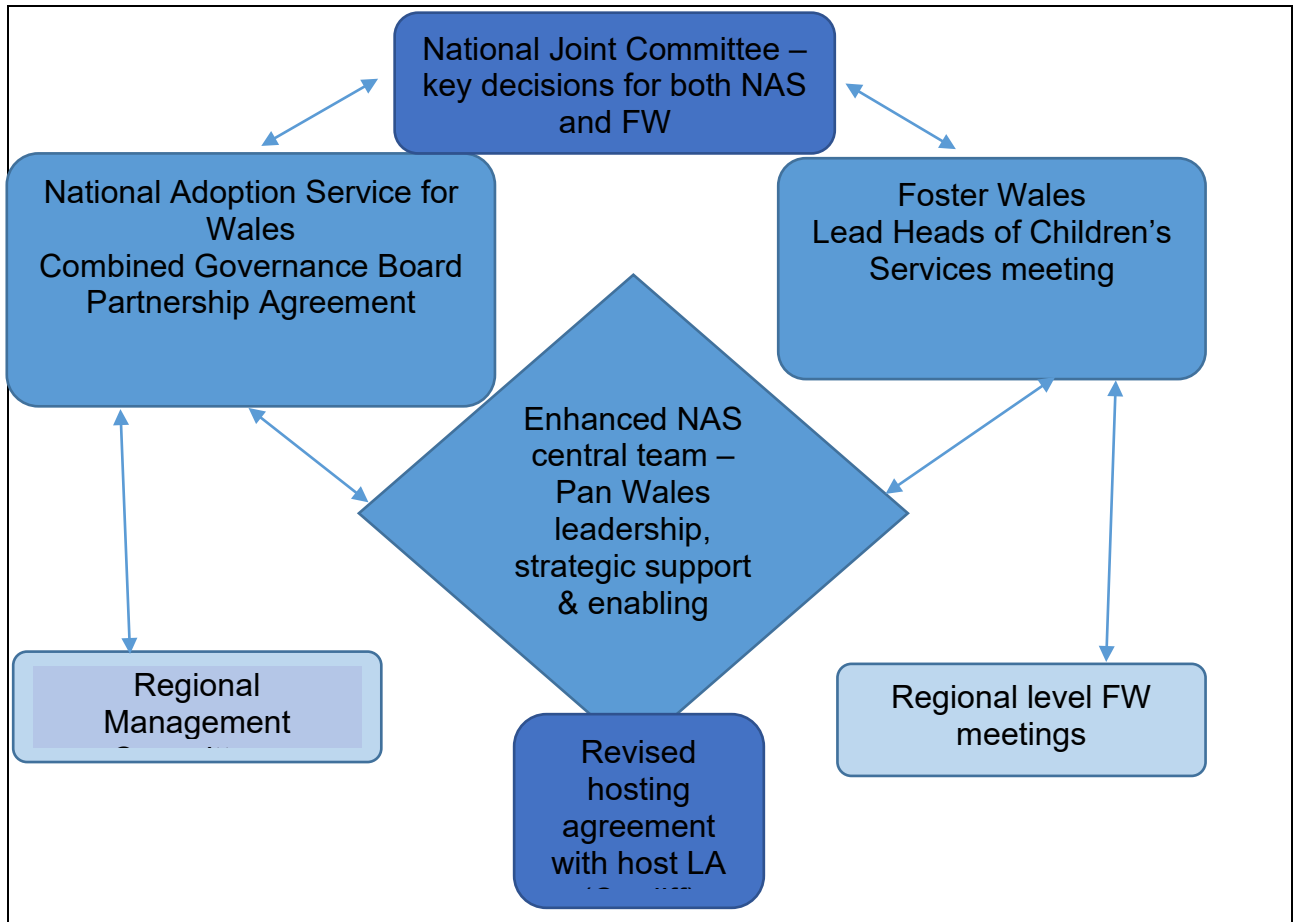 National Joint Committee –
key decisions for both NAS
and FW
National Adoption Service for
Wales
Combined Governance Board
Partnership Agreement
Foster Wales
Lead Heads of Children’s
Services meeting
Enhanced NAS
central team –
Pan Wales
leadership,
strategic support
& enabling
Regional
Management
Regional level FW
meetings
Revised
hosting
agreement
with host LA